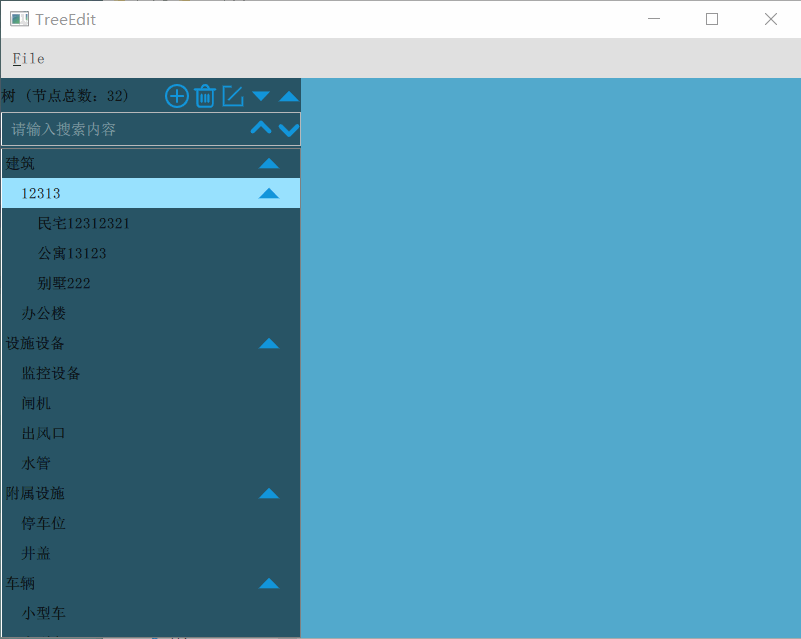 TreeEdit
File
树 (节点总数: 32)
请输入搜索内容
建筑
12313
民宅12312321
公寓13123
别墅222
办公楼
设施设备
监控设备
闸机
出风口
水管
附属设施
停车位
井盖
车辆
小型车